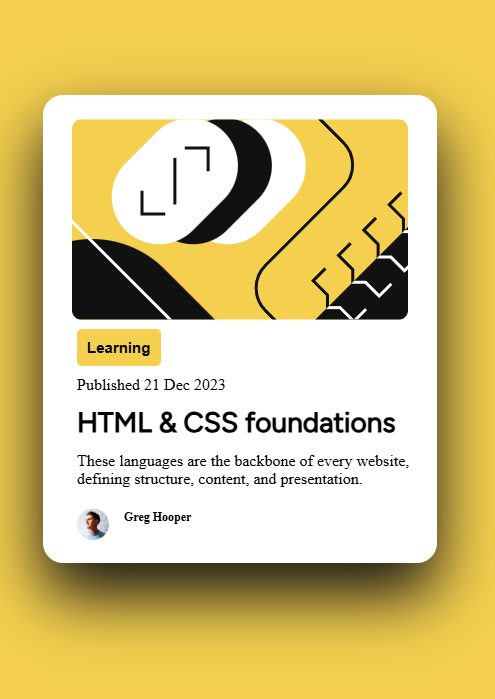 Learning
Published 21 Dec 2023
HTML & CSS foundations
These languages are the backbone of every website,
defining structure, content, and presentation.
Greg Hooper